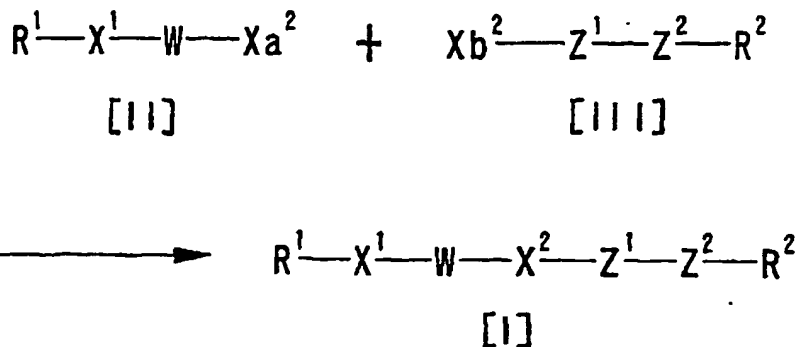 R¹—X¹—W—Xa² + Xb²—Z¹—Z²—R²
[II] [III]
R¹—X¹—W—X²—Z¹—Z²—R²
[I]